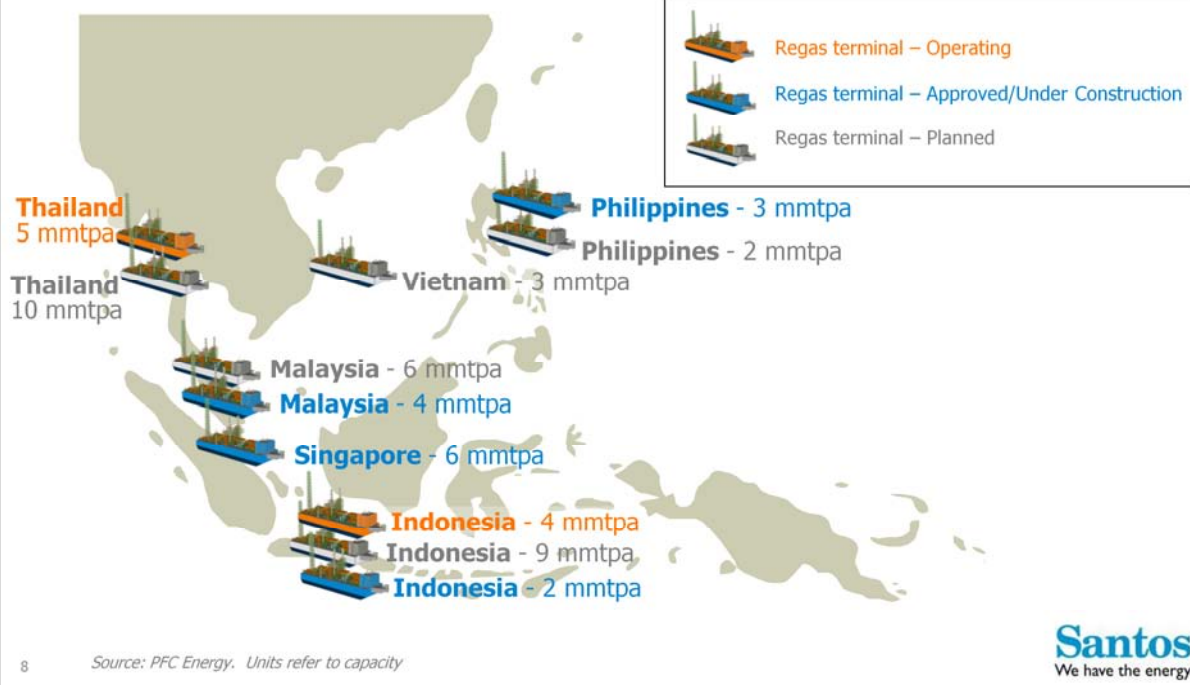 Regas terminal – Operating
Regas terminal – Approved/Under Construction
Regas terminal – Planned
Thailand
5 mmtpa
Thailand
10 mmtpa
Philippines - 3 mmtpa
Philippines - 2 mmtpa
Vietnam - 3 mmtpa
Malaysia - 6 mmtpa
Malaysia - 4 mmtpa
Singapore - 6 mmtpa
Indonesia - 4 mmtpa
Indonesia - 9 mmtpa
Indonesia - 2 mmtpa
8
Source: PFC Energy. Units refer to capacity
Santos
We have the energy